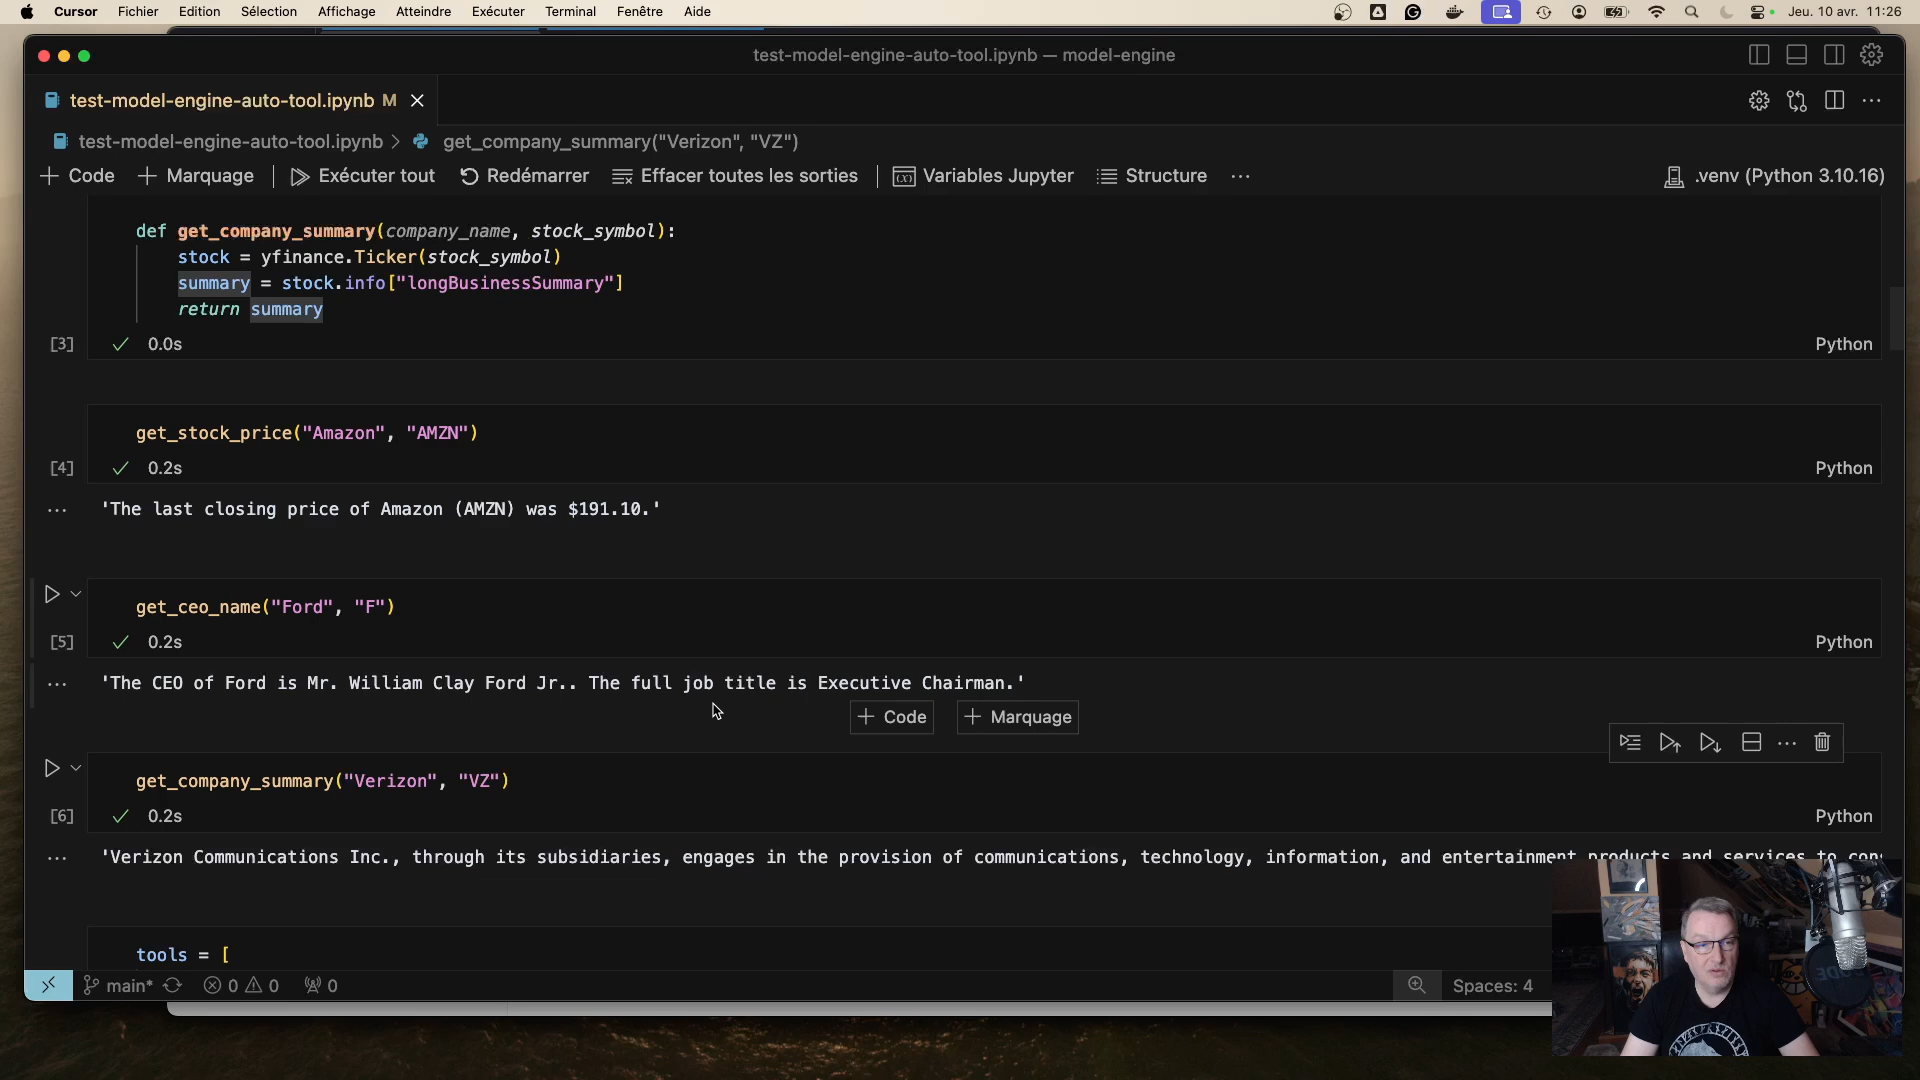 Cursor Fichier Edition Sélection Affichage Atteindre Exécuter Terminal Fenêtre Aide Jeu. 10 avr. 11:26
test-model-engine-auto-tool.ipynb — model-engine
test-model-engine-auto-tool.ipynb M
test-model-engine-auto-tool.ipynb > get_company_summary("Verizon", "VZ")
+ Code + Marquage Exécuter tout Redémarrer Effacer toutes les sorties Variables Jupyter Structure ··· .venv (Python 3.10.16)
def get_company_summary(company_name, stock_symbol):
stock = yfinance.Ticker(stock_symbol)
summary = stock.info["longBusinessSummary"]
return summary
[3] 0.0s Python
get_stock_price("Amazon", "AMZN")
[4] 0.2s Python
'The last closing price of Amazon (AMZN) was $191.10.'
get_ceo_name("Ford", "F")
[5] 0.2s Python
'The CEO of Ford is Mr. William Clay Ford Jr.. The full job title is Executive Chairman.'
+ Code + Marquage
get_company_summary("Verizon", "VZ")
[6] 0.2s Python
'Verizon Communications Inc., through its subsidiaries, engages in the provision of communications, technology, information, and entertainment products and services to
tools = [
main* 0 0 0 Spaces: 4